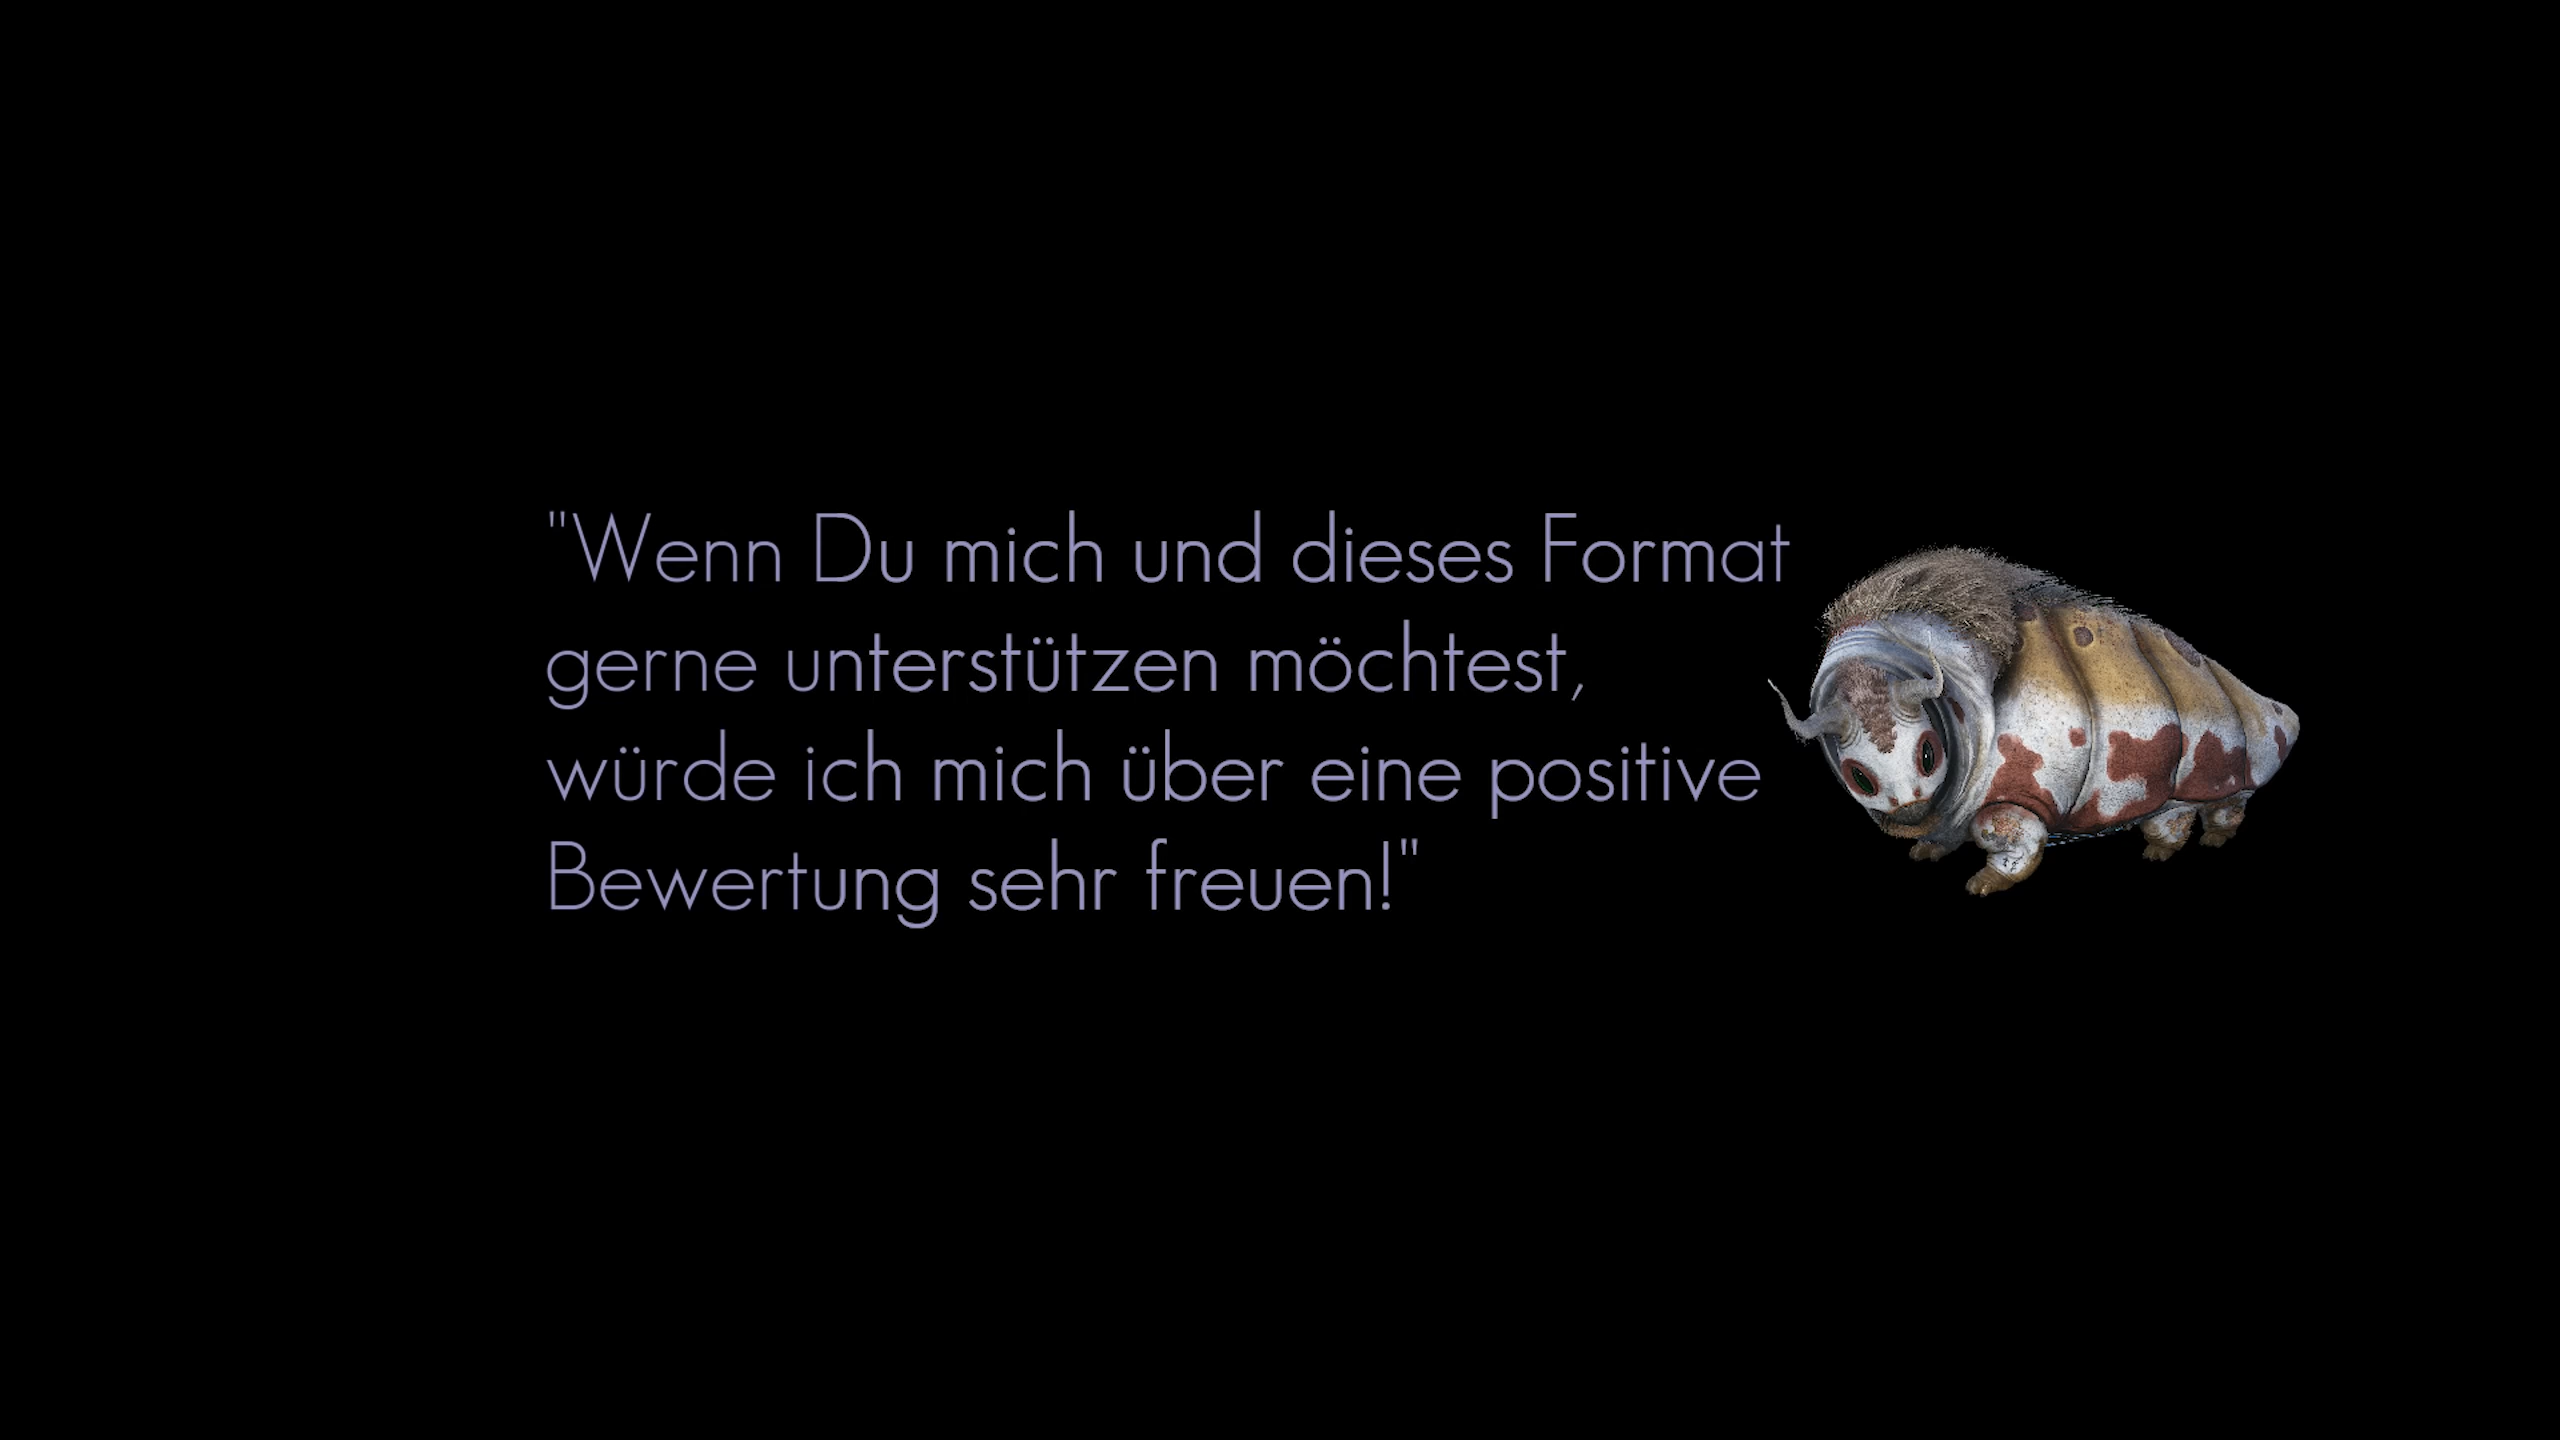 "Wenn Du mich und dieses Format
gerne unterstützen möchtest,
würde ich mich über eine positive
Bewertung sehr freuen!"